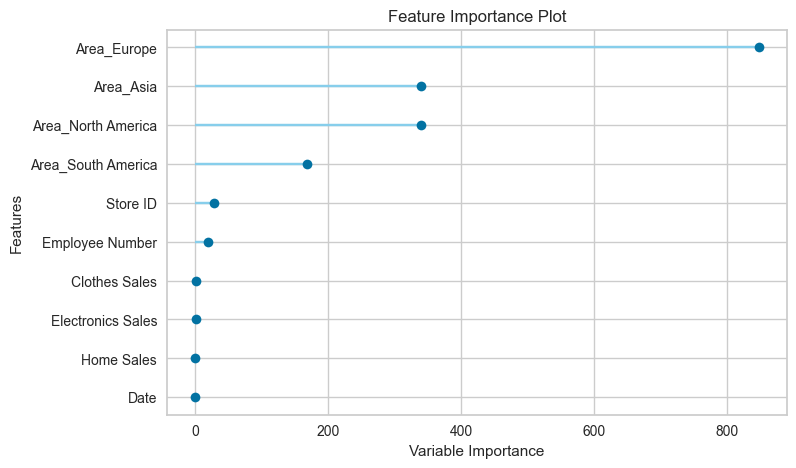 Feature Importance Plot
Features
Area_Europe
Area_Asia
Area_North America
Area_South America
Store ID
Employee Number
Clothes Sales
Electronics Sales
Home Sales
Date
0 200 400 600 800
Variable Importance